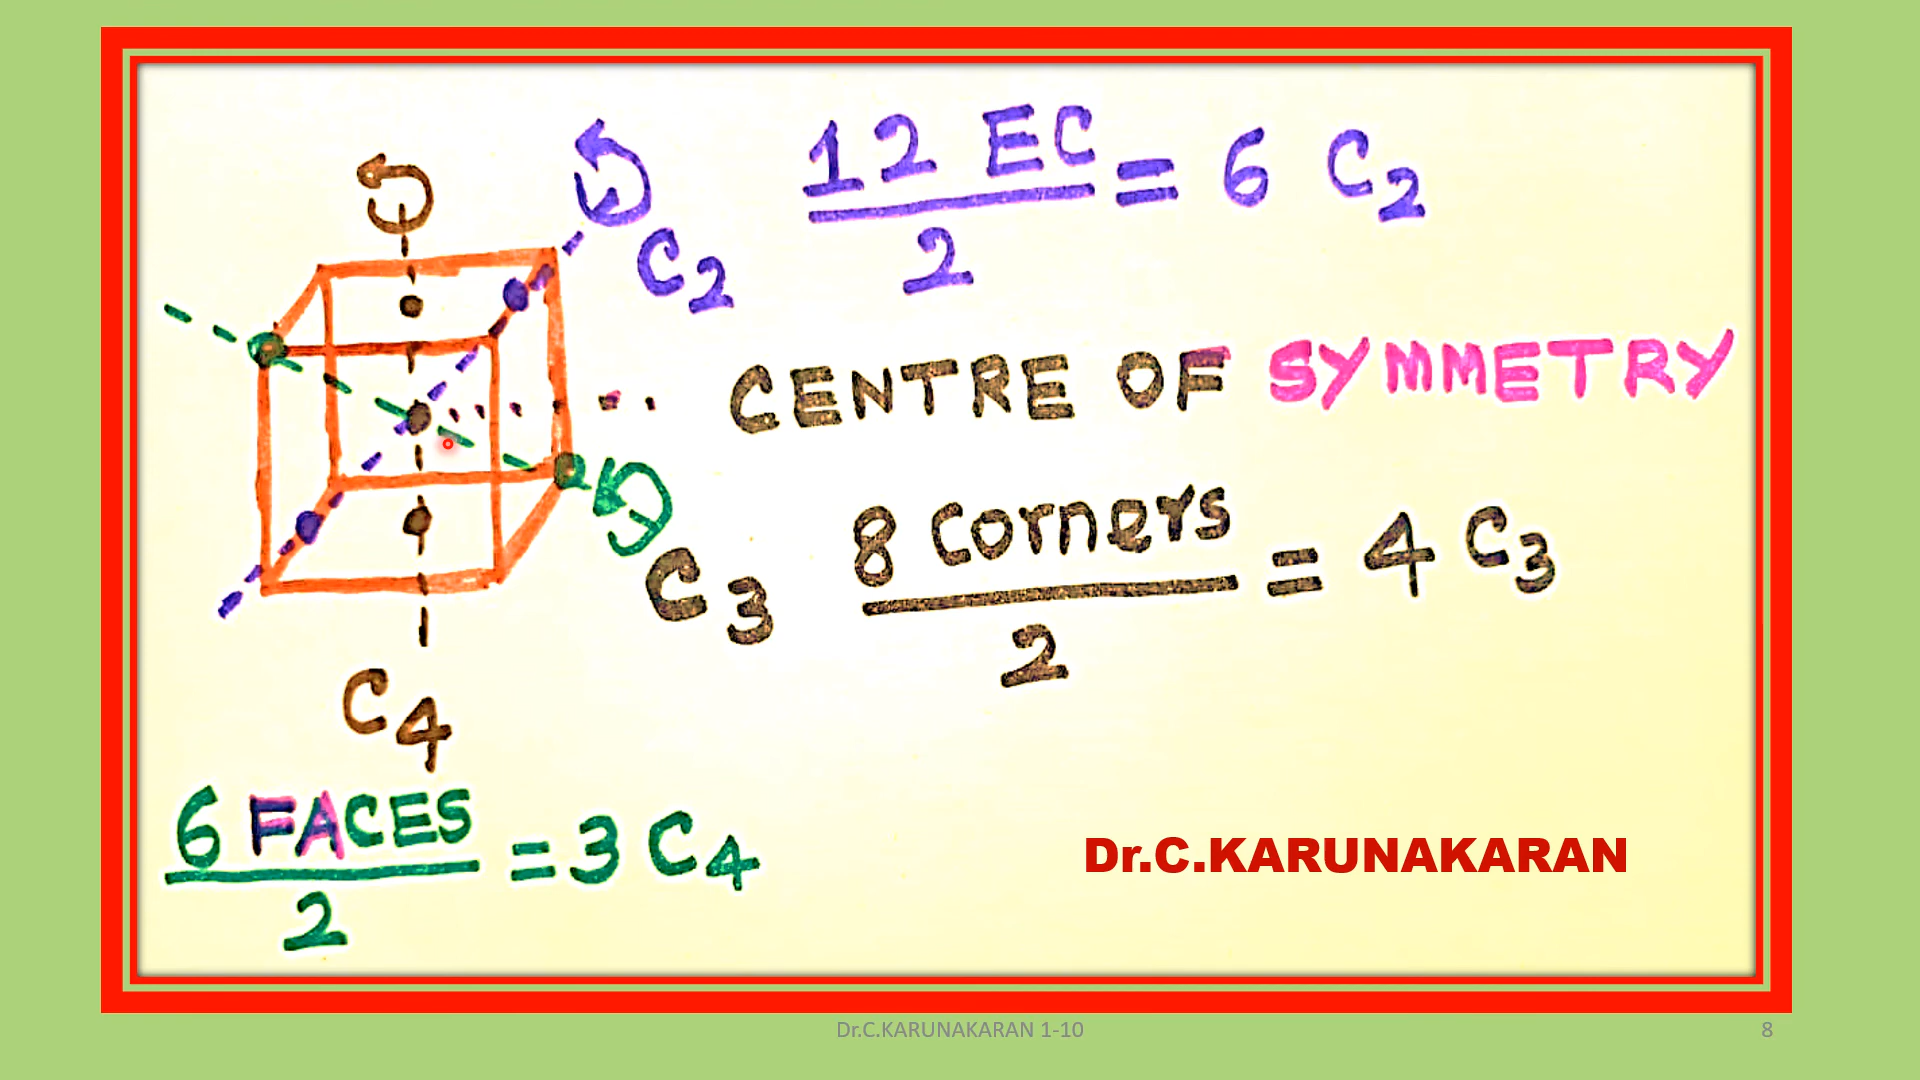 12 EC
2
= 6 C2
C2
CENTRE OF SYMMETRY
8 Corners
2
= 4 C3
C3
C4
6 FACES
2
= 3 C4
Dr.C.KARUNAKARAN
Dr.C.KARUNAKARAN 1-10
8